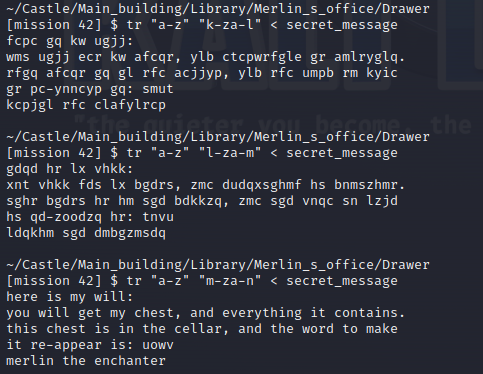 ~/Castle/Main_building/Library/Merlin_s_office/Drawer
[mission 42] $ tr "a-z" "k-za-l" < secret_message
fcpc gq kw ugjj:
wms ugjj ecr kw afcqr, ylb ctcpwrfgle gr amlryglq.
rfgq afcqr gq gl rfc acjjyp, ylb rfc umpb rm kyic
gr pc-ynncyp gq: smut
kcpjgl rfc clafylrcp
~/Castle/Main_building/Library/Merlin_s_office/Drawer
[mission 42] $ tr "a-z" "l-za-m" < secret_message
gdqd hr lx vhkk:
xnt vhkk fds lx bgdrs, zmc dudqxsghmf hs bnmszhmr.
sghr bgdrs hr hm sgd bdkkzq, zmc sgd vnqc sn lzjd
hs qd-zoodzq hr: tnvu
ldqkhm sgd dmbgzmsdq
~/Castle/Main_building/Library/Merlin_s_office/Drawer
[mission 42] $ tr "a-z" "m-za-n" < secret_message
here is my will:
you will get my chest, and everything it contains.
this chest is in the cellar, and the word to make
it re-appear is: uowv
merlin the enchanter
"the quieter you become, the